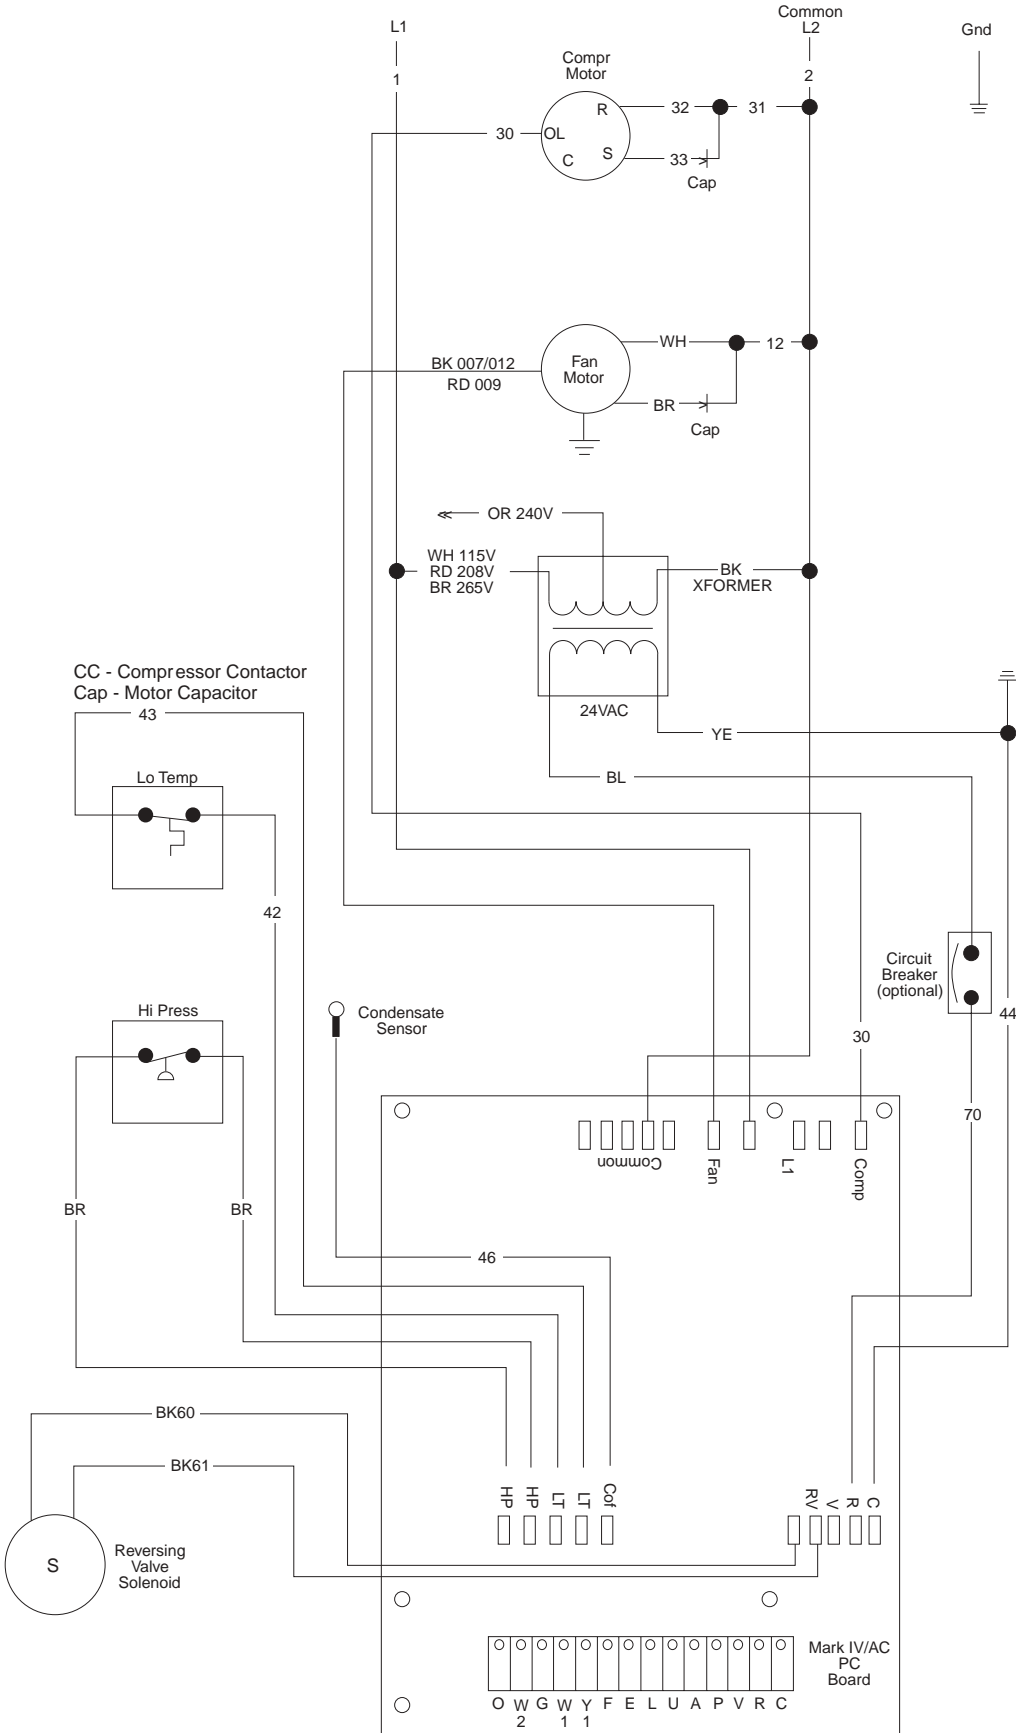 L1
Common
L2
Gnd
1
2
Compr
Motor
R
OL
C
S
30
32
31
33
Cap
BK 007/012
RD 009
Fan
Motor
WH
12
BR
Cap
OR 240V
WH 115V
RD 208V
BR 265V
BK
XFORMER
24VAC
CC - Compressor Contactor
Cap - Motor Capacitor
43
YE
BL
Lo Temp
42
Circuit
Breaker
(optional)
44
Hi Press
Condensate
Sensor
30
70
Common
Fan
L1
Comp
BR
BR
46
BK60
BK61
HP
HP
LT
LT
Cof
RV
V
R
C
S
Reversing
Valve
Solenoid
Mark IV/AC
PC
Board
O W2 G W1 Y1 F E L U A P V R C